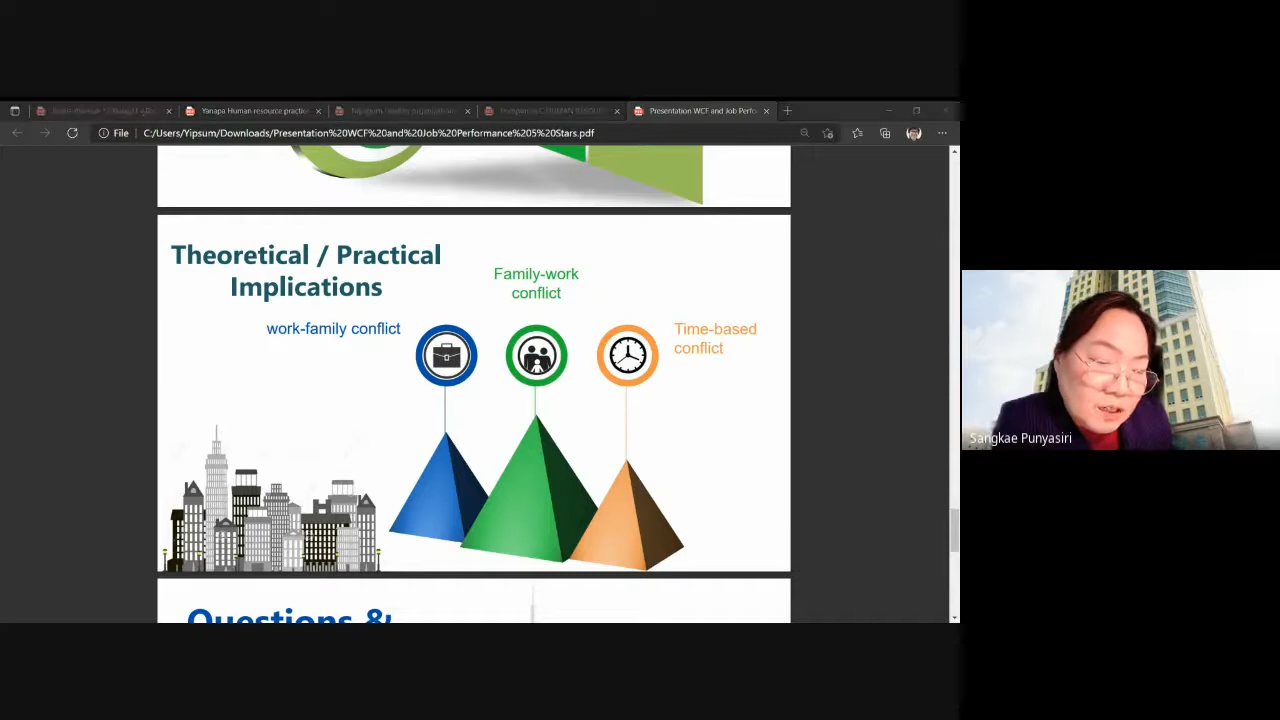 Yanapa Human resource practic
Presentation WCF and Job Perfo
File
C:/Users/Yipsum/Downloads/Presentation%20WCF%20and%20Job%20Performance%205%20Stars.pdf
Theoretical / Practical
Implications
Family-work
conflict
work-family conflict
Time-based
conflict
Questions &
Sangkae Punyasiri